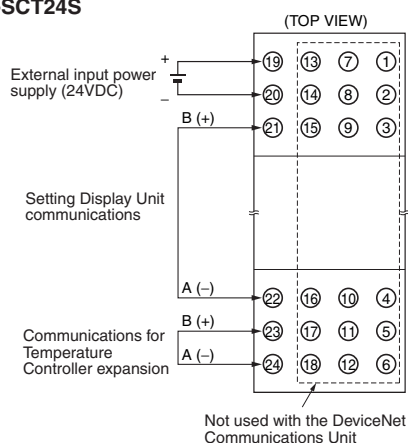 SCT24S
(TOP VIEW)
+
External input power
supply (24VDC)
−
19 13 7 1
20 14 8 2
B (+)
21 15 9 3
Setting Display Unit
communications
A (−)
22 16 10 4
B (+)
23 17 11 5
Communications for
Temperature
Controller expansion
A (−)
24 18 12 6
Not used with the DeviceNet
Communications Unit